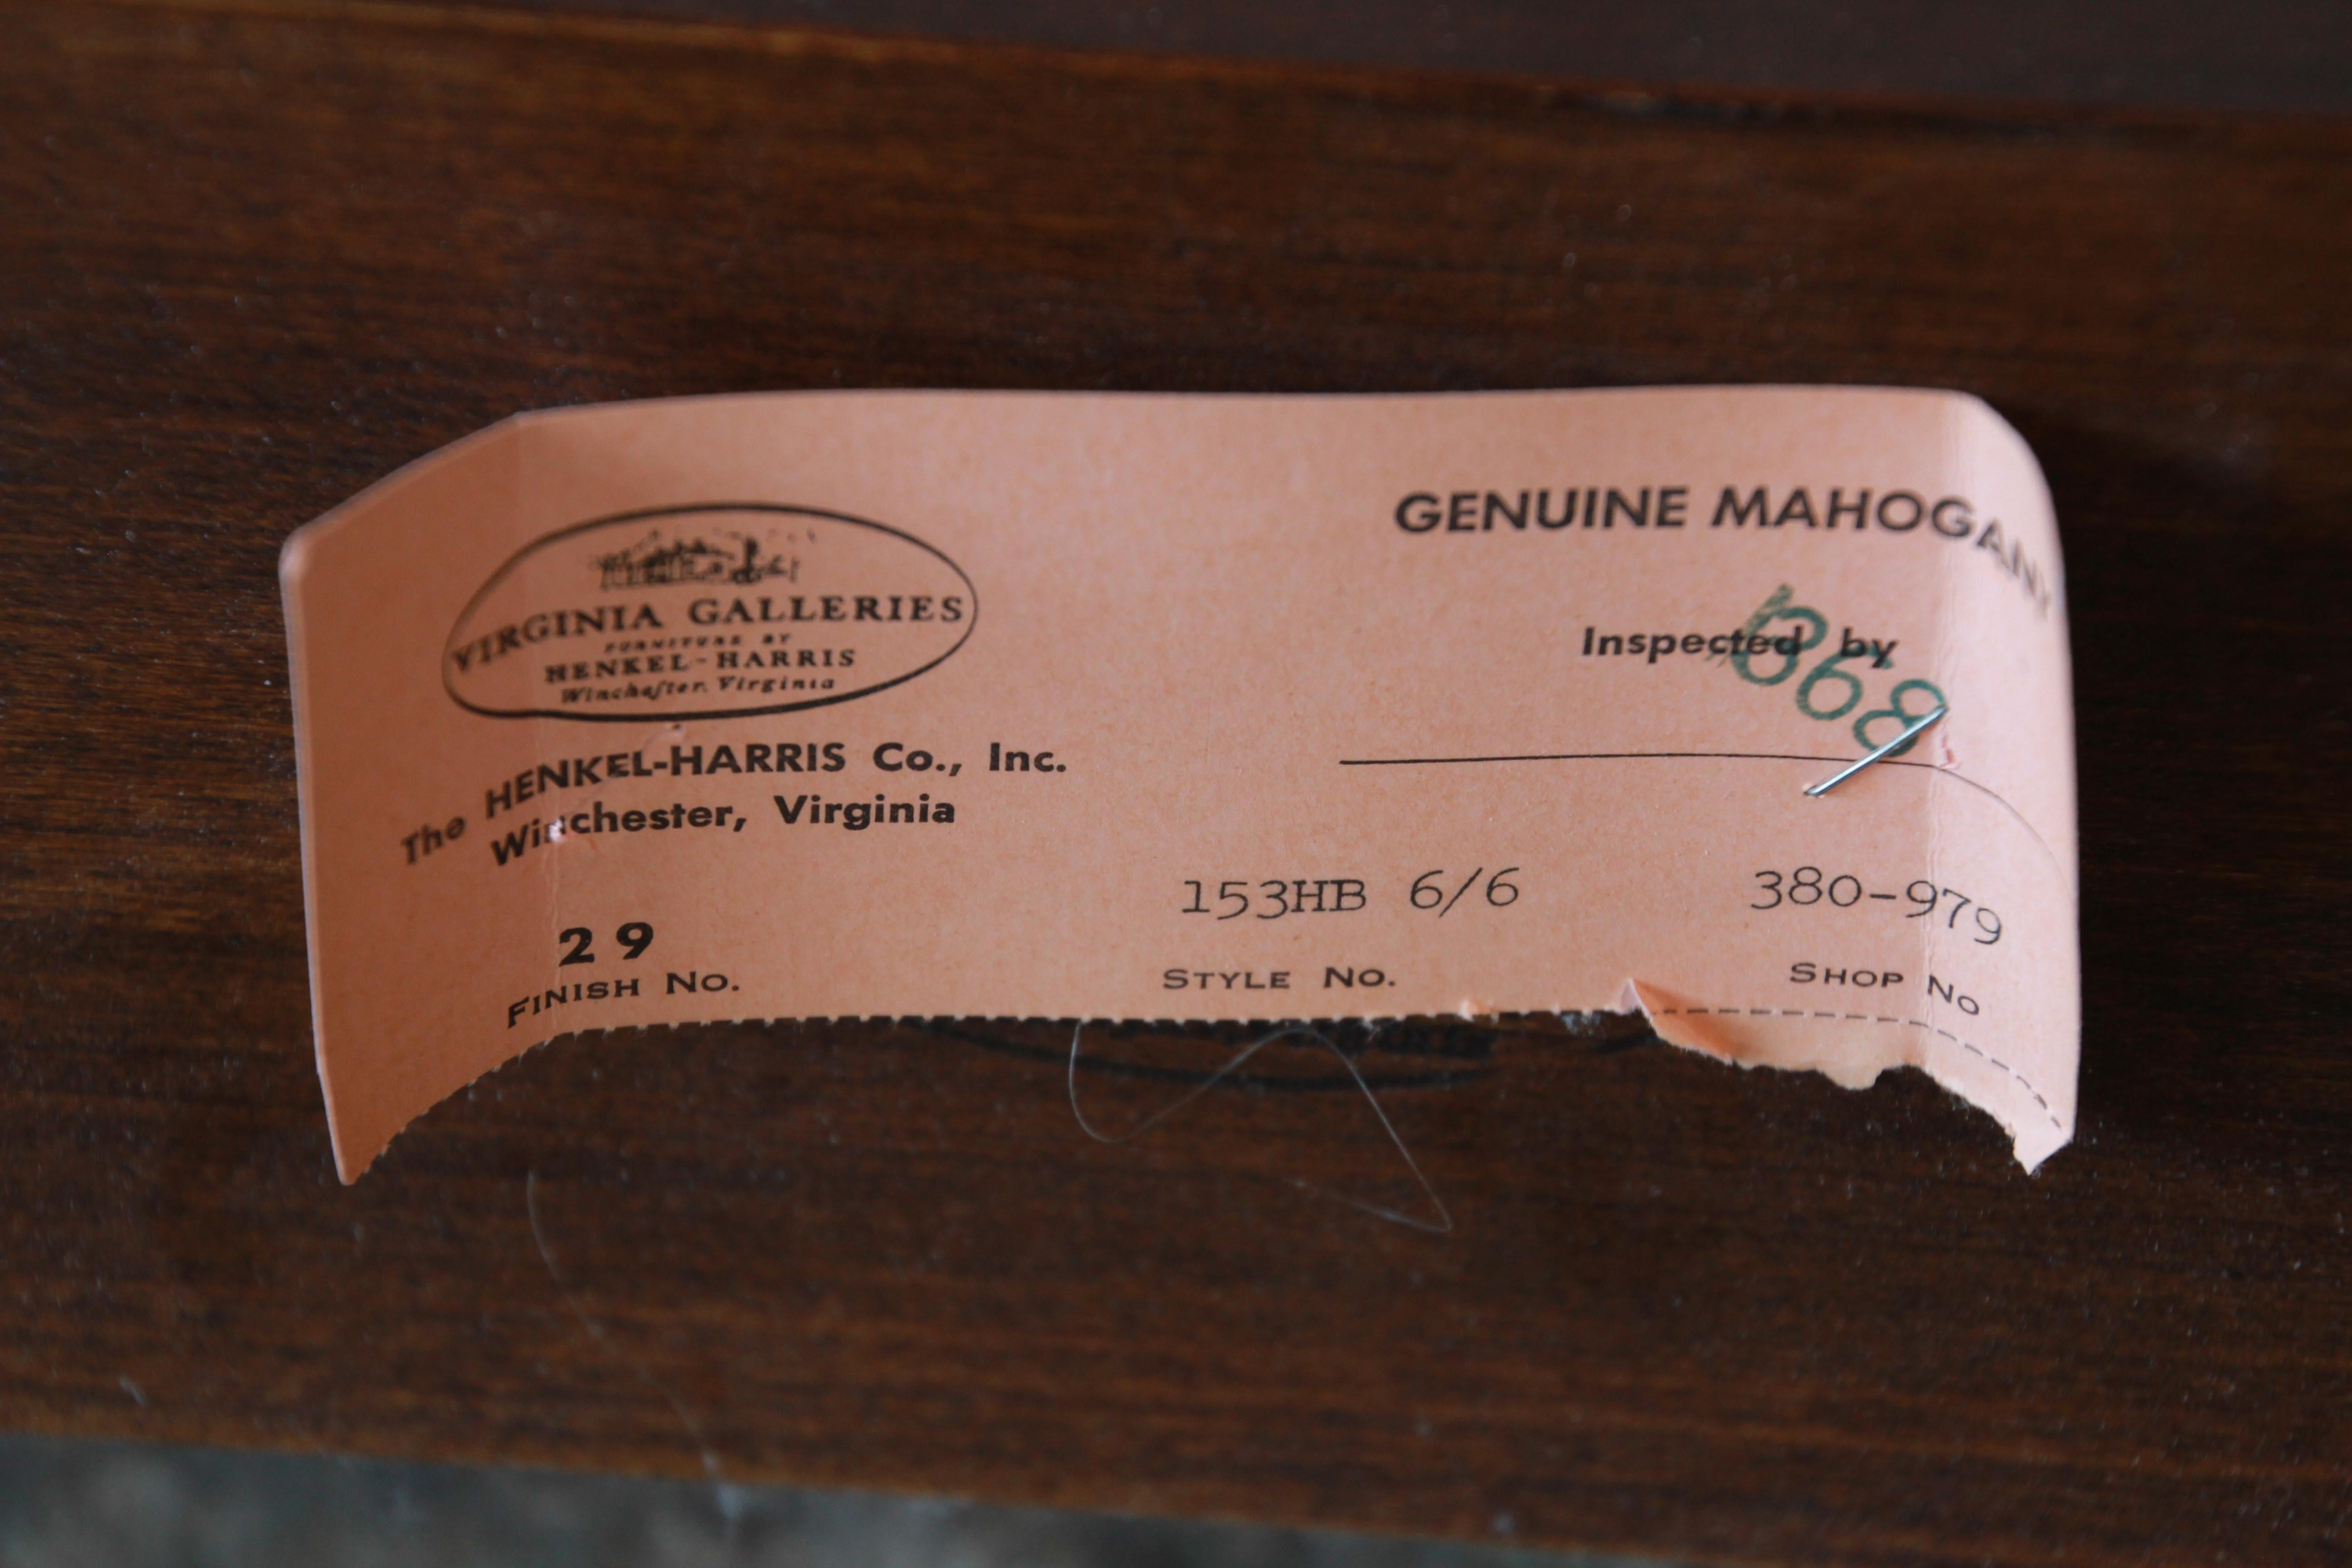 GENUINE MAHOGANY
VIRGINIA GALLERIES
FURNITURE BY
HENKEL-HARRIS
Winchester, Virginia
Inspected by
868
The HENKEL-HARRIS Co., Inc.
Winchester, Virginia
29
FINISH NO.
153HB 6/6
STYLE NO.
380-979
SHOP NO